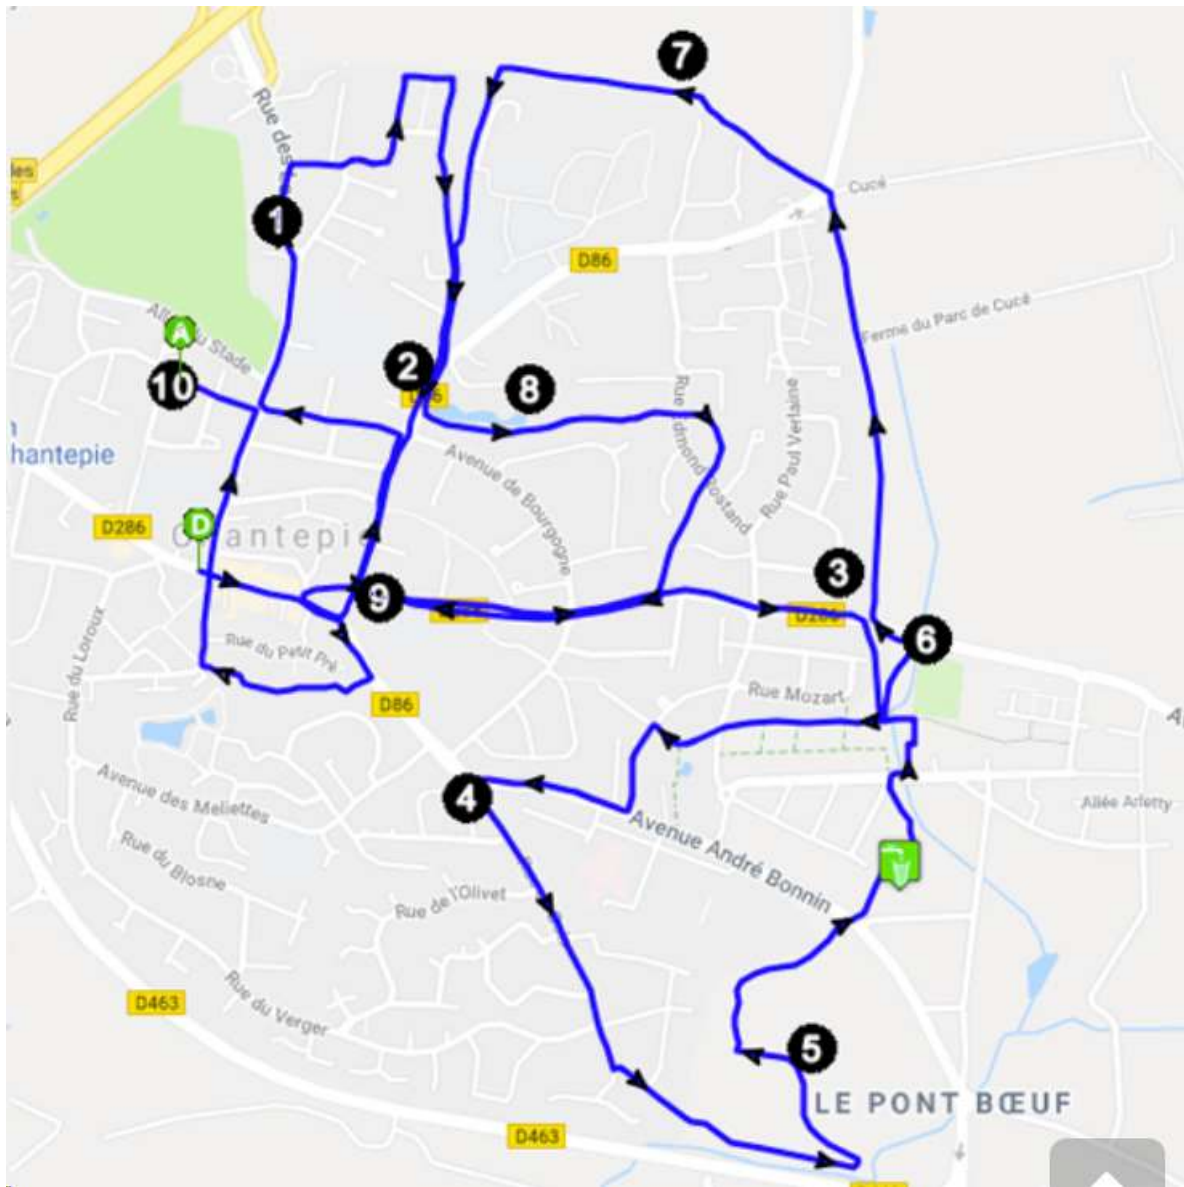 7
Rue des
Cucé
1
D86
Ferme du Parc de Cucé
Allée du Stade
A
2
8
10
D86
Rue Edmond Rostand
Rue Paul Verlaine
hantepie
Avenue de Bourgogne
D286
D
Chantepie
3
9
D286
6
Rue du Loroux
Rue du Petit Pré
D86
Rue Mozart
4
Avenue des Meliettes
Allée Arletty
Avenue André Bonnin
Rue du Blosne
Rue de l'Olivet
D463
Rue du Verger
5
LE PONT BŒUF
D463